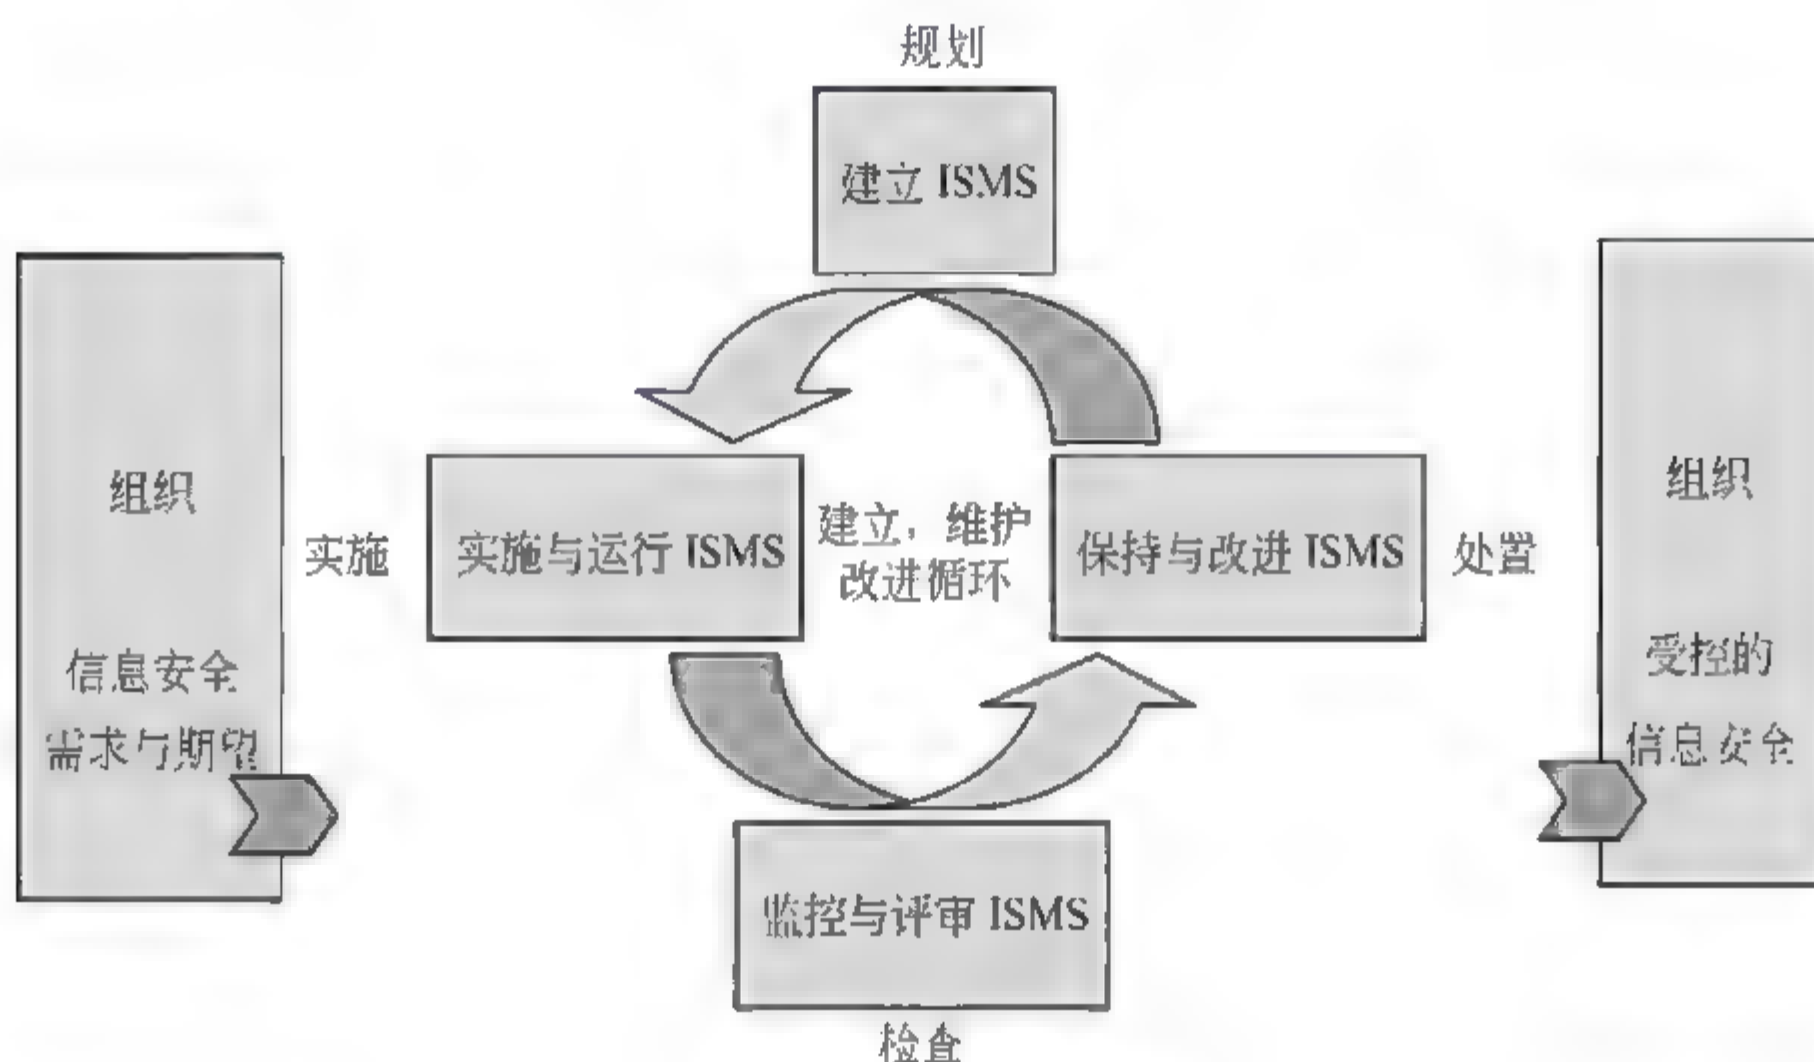 规划
建立 ISMS
组织
信息安全
需求与期望
实施
实施与运行 ISMS
建立，维护
改进循环
保持与改进 ISMS
处置
组织
受控的
信息安全
监控与评审 ISMS
检查